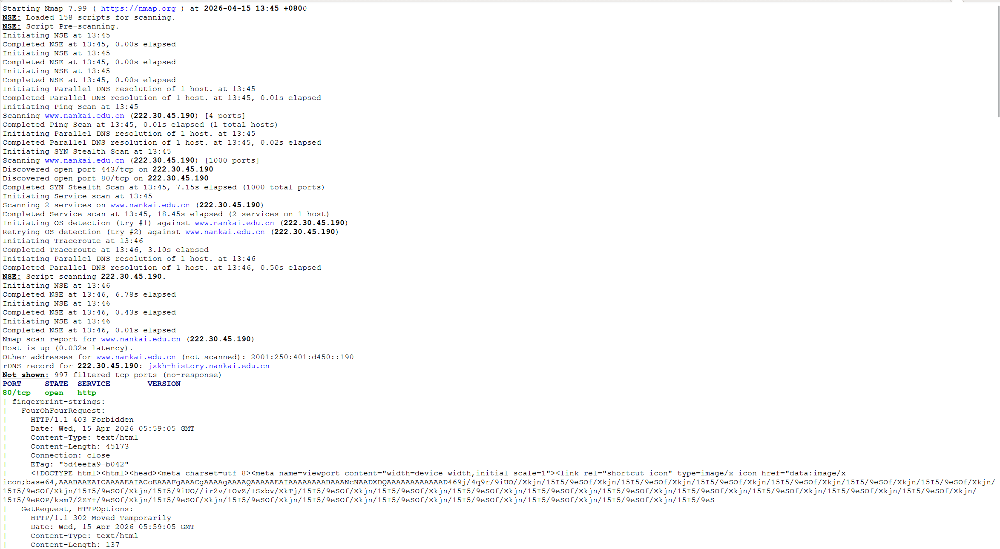 Starting Nmap 7.99 ( https://nmap.org ) at 2026-04-15 13:45 +0800
NSE: Loaded 158 scripts for scanning.
NSE: Script Pre-scanning.
Initiating NSE at 13:45
Completed NSE at 13:45, 0.00s elapsed
Initiating NSE at 13:45
Completed NSE at 13:45, 0.00s elapsed
Initiating NSE at 13:45
Completed NSE at 13:45, 0.00s elapsed
Initiating Parallel DNS resolution of 1 host. at 13:45
Completed Parallel DNS resolution of 1 host. at 13:45, 0.01s elapsed
Initiating Ping Scan at 13:45
Scanning www.nankai.edu.cn (222.30.45.190) [4 ports]
Completed Ping Scan at 13:45, 0.01s elapsed (1 total hosts)
Initiating Parallel DNS resolution of 1 host. at 13:45
Completed Parallel DNS resolution of 1 host. at 13:45, 0.02s elapsed
Initiating SYN Stealth Scan at 13:45
Scanning www.nankai.edu.cn (222.30.45.190) [1000 ports]
Discovered open port 443/tcp on 222.30.45.190
Discovered open port 80/tcp on 222.30.45.190
Completed SYN Stealth Scan at 13:45, 7.15s elapsed (1000 total ports)
Initiating Service scan at 13:45
Scanning 2 services on www.nankai.edu.cn (222.30.45.190)
Completed Service scan at 13:45, 18.45s elapsed (2 services on 1 host)
Initiating OS detection (try #1) against www.nankai.edu.cn (222.30.45.190)
Retrying OS detection (try #2) against www.nankai.edu.cn (222.30.45.190)
Initiating Traceroute at 13:46
Completed Traceroute at 13:46, 3.10s elapsed
Initiating Parallel DNS resolution of 1 host. at 13:46
Completed Parallel DNS resolution of 1 host. at 13:46, 0.50s elapsed
NSE: Script scanning 222.30.45.190.
Initiating NSE at 13:46
Completed NSE at 13:46, 6.78s elapsed
Initiating NSE at 13:46
Completed NSE at 13:46, 0.43s elapsed
Initiating NSE at 13:46
Completed NSE at 13:46, 0.01s elapsed
Nmap scan report for www.nankai.edu.cn (222.30.45.190)
Host is up (0.032s latency).
Other addresses for www.nankai.edu.cn (not scanned): 2001:250:401:d450::190
rDNS record for 222.30.45.190: jxkh-history.nankai.edu.cn
Not shown: 997 filtered tcp ports (no-response)
PORT     STATE  SERVICE        VERSION
80/tcp   open   http
| fingerprint-strings:
|   FourOhFourRequest:
|     HTTP/1.1 403 Forbidden
|     Date: Wed, 15 Apr 2026 05:59:05 GMT
|     Content-Type: text/html
|     Content-Length: 45173
|     Connection: close
|     ETag: "5d4eefa9-b042"
|     <!DOCTYPE html><html><head><meta charset=utf-8><meta name=viewport content="width=device-width,initial-scale=1"><link rel="shortcut icon" type=image/x-icon href="data:image/x-
icon;base64,AAABAAEAICAAAAEAIACoEAAAFgAAACgAAAAgAAAAQAAAAAEAIAAAAAAAABAAANcNAADXDQAAAAAAAAAAAAD469j/4q9r/9iUO//Xkjn/15I5/9eSOf/Xkjn/15I5/9eSOf/Xkjn/15I5/9eSOf/Xkjn/15I5/9eSOf/Xkjn/15I5/9eSOf/Xkjn/15I5/9eSOf/Xkjn/
15I5/9eSOf/Xkjn/15I5/9eSOf/Xkjn/15I5/9iUO//ir2v/+OvZ/+Sxbv/XkTj/15I5/9eSOf/Xkjn/15I5/9eSOf/Xkjn/15I5/9eSOf/Xkjn/15I5/9eSOf/Xkjn/15I5/9eSOf/Xkjn/15I5/9eSOf/Xkjn/15I5/9eSOf/Xkjn/
15I5/9eROP/ksm7/2ZY+/9eSOf/Xkjn/15I5/9eSOf/Xkjn/15I5/9eSOf/Xkjn/15I5/9eSOf/Xkjn/15I5/9eSOf/Xkjn/15I5/9eSOf/Xkjn/15I5/9eSOf/Xkjn/15I5/9eS
|   GetRequest, HTTPOptions:
|     HTTP/1.1 302 Moved Temporarily
|     Date: Wed, 15 Apr 2026 05:59:05 GMT
|     Content-Type: text/html
|     Content-Length: 137